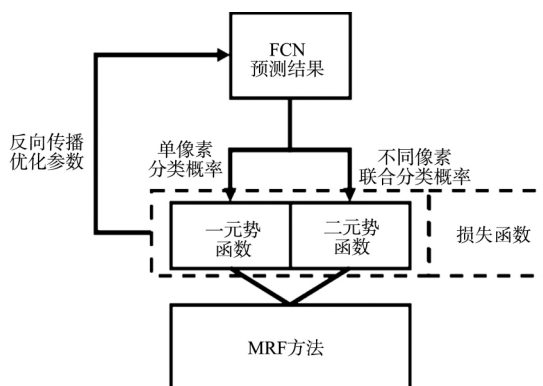 FCN
预测结果
反向传播
优化参数
单像素
分类概率
不同像素
联合分类概率
一元势
函数
二元势
函数
损失函数
MRF方法